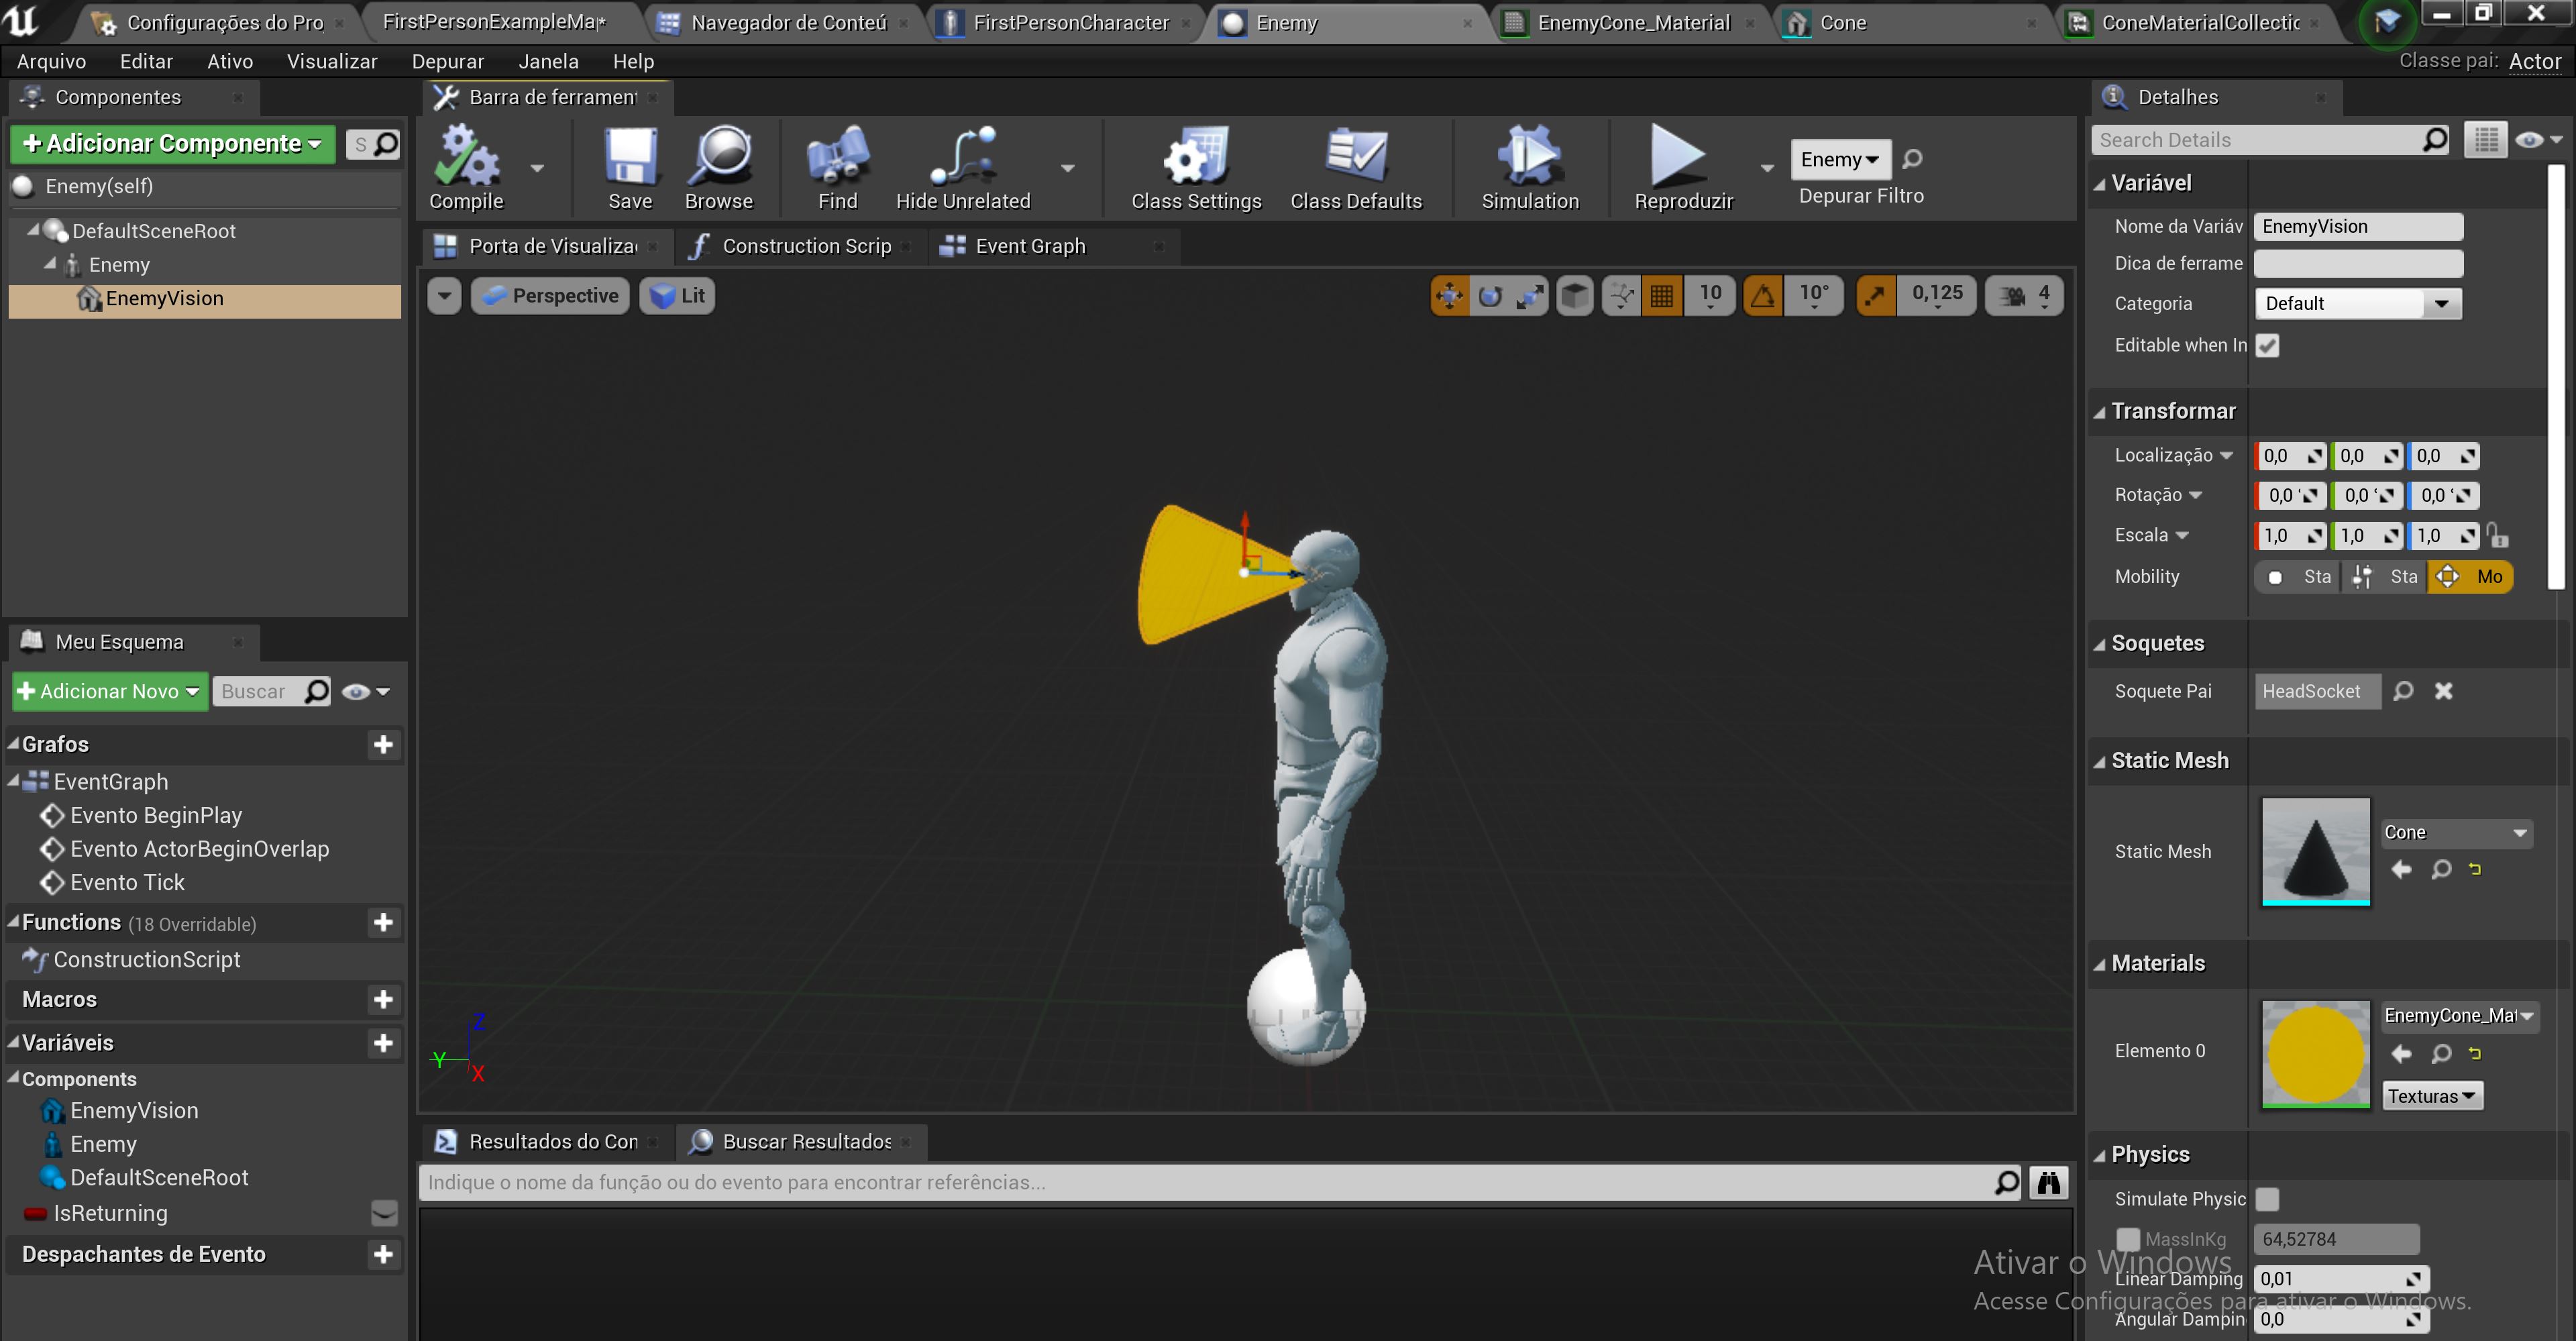 Configurações do Pro
FirstPersonExampleMap*
Navegador de Conteú
FirstPersonCharacter
Enemy
EnemyCone_Material
Cone
ConeMaterialCollectic
Arquivo
Editar
Ativo
Visualizar
Depurar
Janela
Help
Classe pai: Actor
Componentes
+Adicionar Componente
S
Enemy(self)
DefaultSceneRoot
Enemy
EnemyVision
Barra de ferrament
Compile
Save
Browse
Find
Hide Unrelated
Class Settings
Class Defaults
Simulation
Reproduzir
Enemy
Depurar Filtro
Porta de Visualiza
Construction Scrip
Event Graph
Perspective
Lit
10
10°
0,125
4
Z
Y
X
Meu Esquema
+Adicionar Novo
Buscar
Grafos
EventGraph
Evento BeginPlay
Evento ActorBeginOverlap
Evento Tick
Functions (18 Overridable)
ConstructionScript
Macros
Variáveis
Components
EnemyVision
Enemy
DefaultSceneRoot
IsReturning
Despachantes de Evento
Resultados do Con
Buscar Resultados
Indique o nome da função ou do evento para encontrar referências...
Detalhes
Search Details
Variável
Nome da Variáv EnemyVision
Dica de ferrame
Categoria Default
Editable when In
Transformar
Localização 0,0 0,0 0,0
Rotação 0,0 ° 0,0 ° 0,0 °
Escala 1,0 1,0 1,0
Mobility Sta Sta Mo
Soquetes
Soquete Pai HeadSocket
Static Mesh
Static Mesh
Cone
Materials
Elemento 0
EnemyCone_Mat
Texturas
Physics
Simulate Physic
MassInKg 64,52784
Linear Damping 0,01
Angular Dampin 0,0
Ativar o Windows
Acesse Configurações para ativar o Windows.